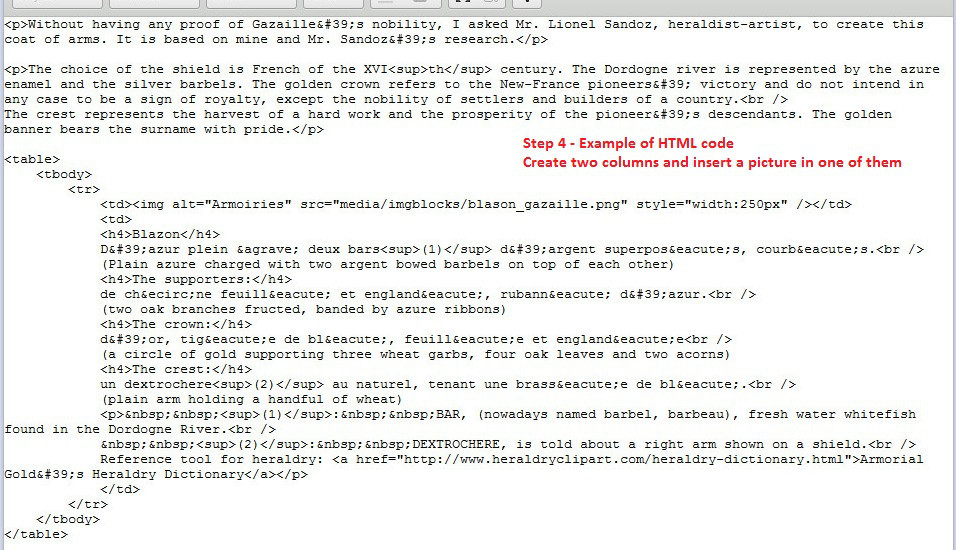 <p>Without having any proof of Gazaille&#39;s nobility, I asked Mr. Lionel Sandoz, heraldist-artist, to create this
coat of arms. It is based on mine and Mr. Sandoz&#39;s research.</p>
<p>The choice of the shield is French of the XVI<sup>th</sup> century. The Dordogne river is represented by the azure
enamel and the silver barbels. The golden crown refers to the New-France pioneers&#39; victory and do not intend in
any case to be a sign of royalty, except the nobility of settlers and builders of a country.<br />
The crest represents the harvest of a hard work and the prosperity of the pioneer&#39;s descendants. The golden
banner bears the surname with pride.</p>
Step 4 - Example of HTML code
Create two columns and insert a picture in one of them
<table>
<tbody>
<tr>
<td><img alt="Armoiries" src="media/imgblocks/blason_gazaille.png" style="width:250px" /></td>
<td>
<h4>Blazon</h4>
D&#39;azur plein &agrave; deux bars<sup>(1)</sup> d&#39;argent superpos&eacute;s, courb&eacute;s.<br />
(Plain azure charged with two argent bowed barbels on top of each other)
<h4>The supporters:</h4>
de ch&ecirc;ne feuill&eacute; et england&eacute;, rubann&eacute; d&#39;azur.<br />
(two oak branches fructed, banded by azure ribbons)
<h4>The crown:</h4>
d&#39;or, tig&eacute;e de bl&eacute;, feuill&eacute;e et england&eacute;e<br />
(a circle of gold supporting three wheat garbs, four oak leaves and two acorns)
<h4>The crest:</h4>
un dextrochere<sup>(2)</sup> au naturel, tenant une brass&eacute;e de bl&eacute;.<br />
(plain arm holding a handful of wheat)
<p>&nbsp;&nbsp;<sup>(1)</sup>:&nbsp;&nbsp;BAR, (nowadays named barbel, barbeau), fresh water whitefish
found in the Dordogne River.<br />
&nbsp;&nbsp;<sup>(2)</sup>:&nbsp;&nbsp;DEXTROCHERE, is told about a right arm shown on a shield.<br />
Reference tool for heraldry: <a href="http://www.heraldryclipart.com/heraldry-dictionary.html">Armorial
Gold&#39;s Heraldry Dictionary</a></p>
</td>
</tr>
</tbody>
</table>